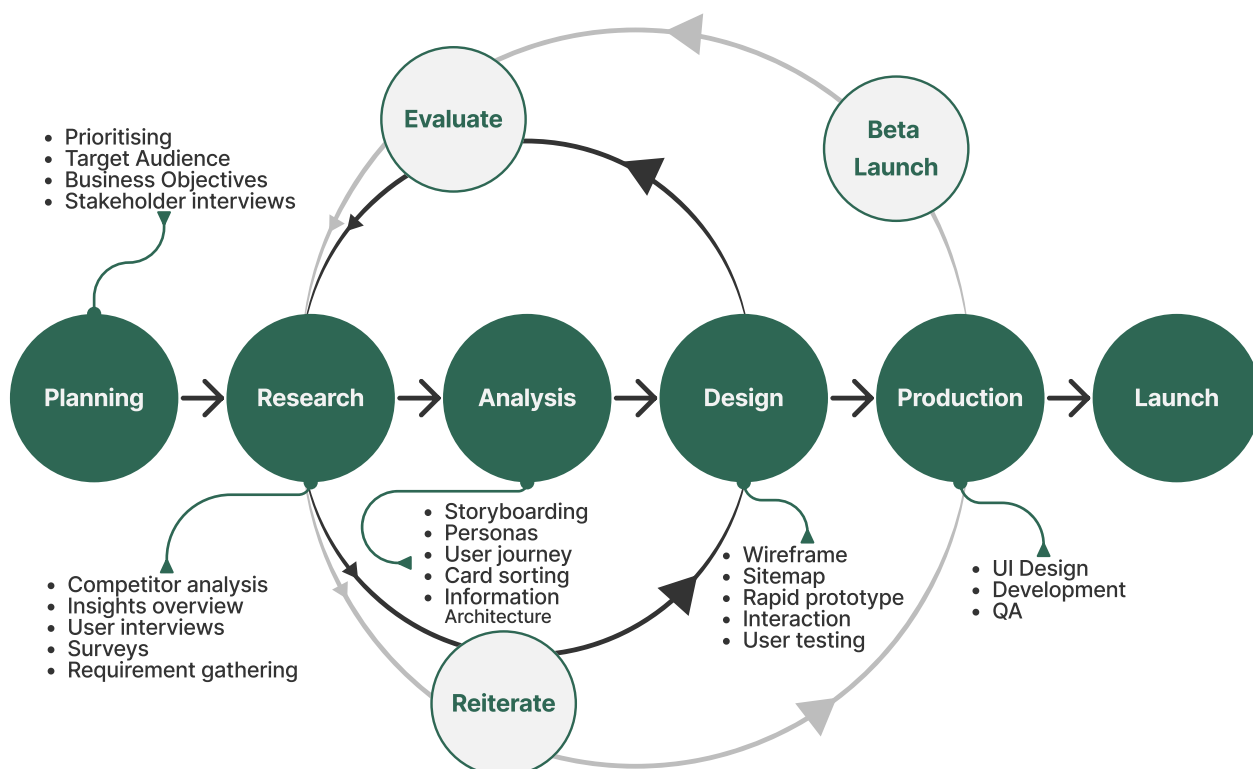 Evaluate
Beta
Launch
Prioritising
Target Audience
Business Objectives
Stakeholder interviews
Planning
Research
Analysis
Design
Production
Launch
Competitor analysis
Insights overview
User interviews
Surveys
Requirement gathering
Storyboarding
Personas
User journey
Card sorting
Information
Architecture
Wireframe
Sitemap
Rapid prototype
Interaction
User testing
UI Design
Development
QA
Reiterate